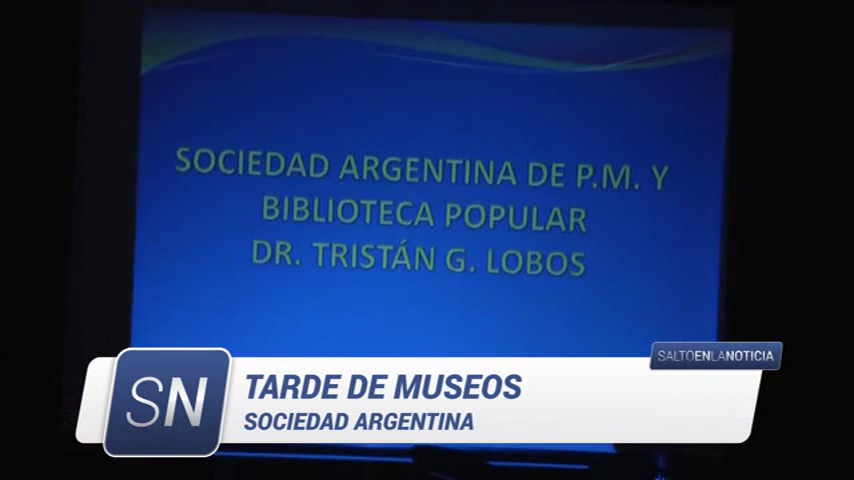 SOCIEDAD ARGENTINA DE P.M. Y
BIBLIOTECA POPULAR
DR. TRISTÁN G. LOBOS
SALTOENLANOTICIA
SN
TARDE DE MUSEOS
SOCIEDAD ARGENTINA